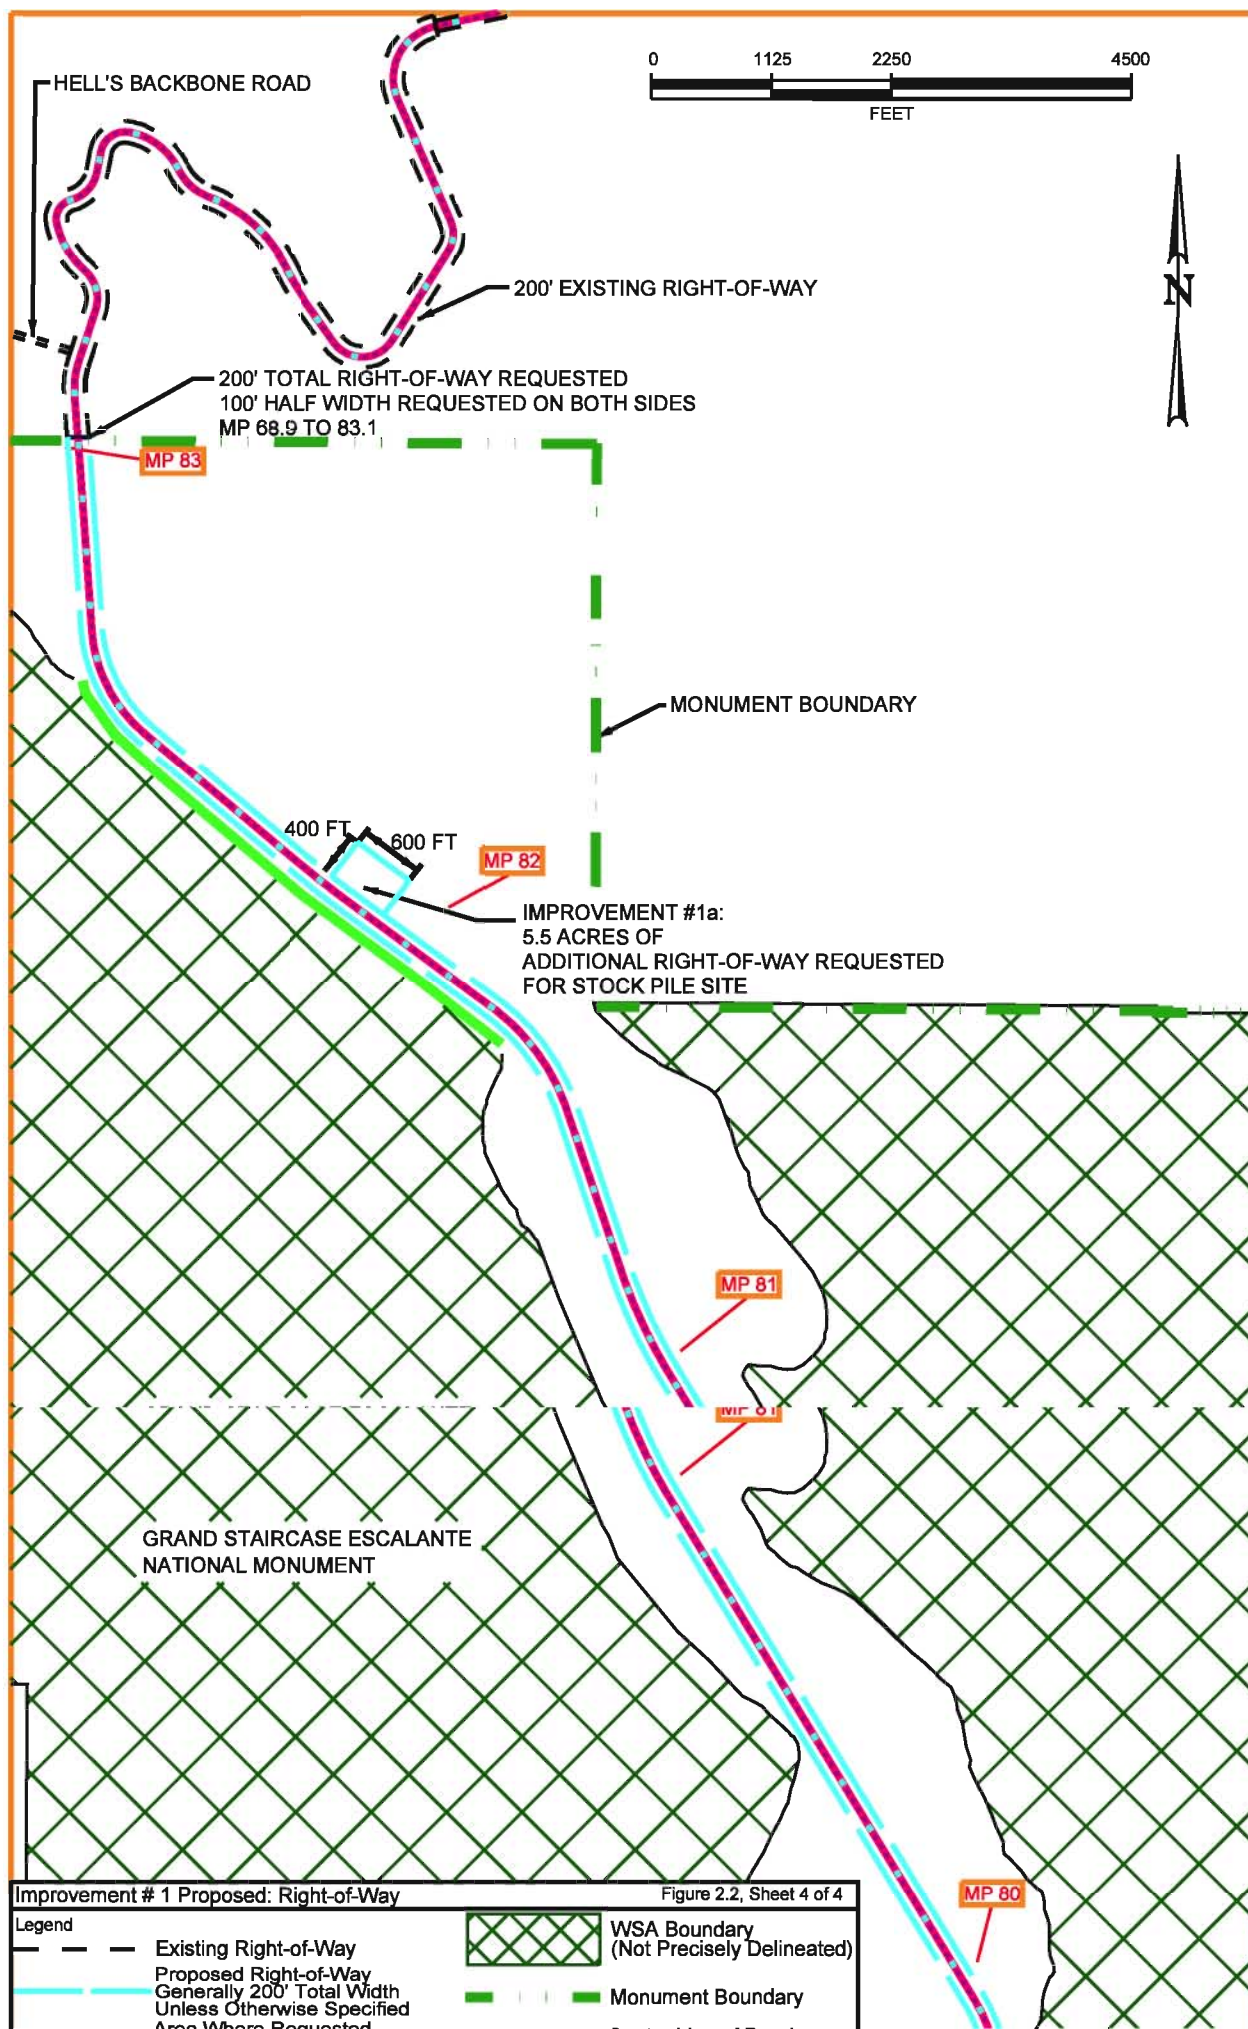 0 1125 2250 4500
FEET
HELL'S BACKBONE ROAD
N
200' EXISTING RIGHT-OF-WAY
200' TOTAL RIGHT-OF-WAY REQUESTED
100' HALF WIDTH REQUESTED ON BOTH SIDES
MP 68.9 TO 83.1
MP 83
MONUMENT BOUNDARY
400 FT
600 FT
MP 82
IMPROVEMENT #1a:
5.5 ACRES OF
ADDITIONAL RIGHT-OF-WAY REQUESTED
FOR STOCK PILE SITE
MP 81
MP 81
GRAND STAIRCASE ESCALANTE
NATIONAL MONUMENT
MP 80
Improvement # 1 Proposed: Right-of-Way
Figure 2.2, Sheet 4 of 4
Legend
Existing Right-of-Way
Proposed Right-of-Way
Generally 200' Total Width
Unless Otherwise Specified
Area Where Requested
WSA Boundary
(Not Precisely Delineated)
Monument Boundary